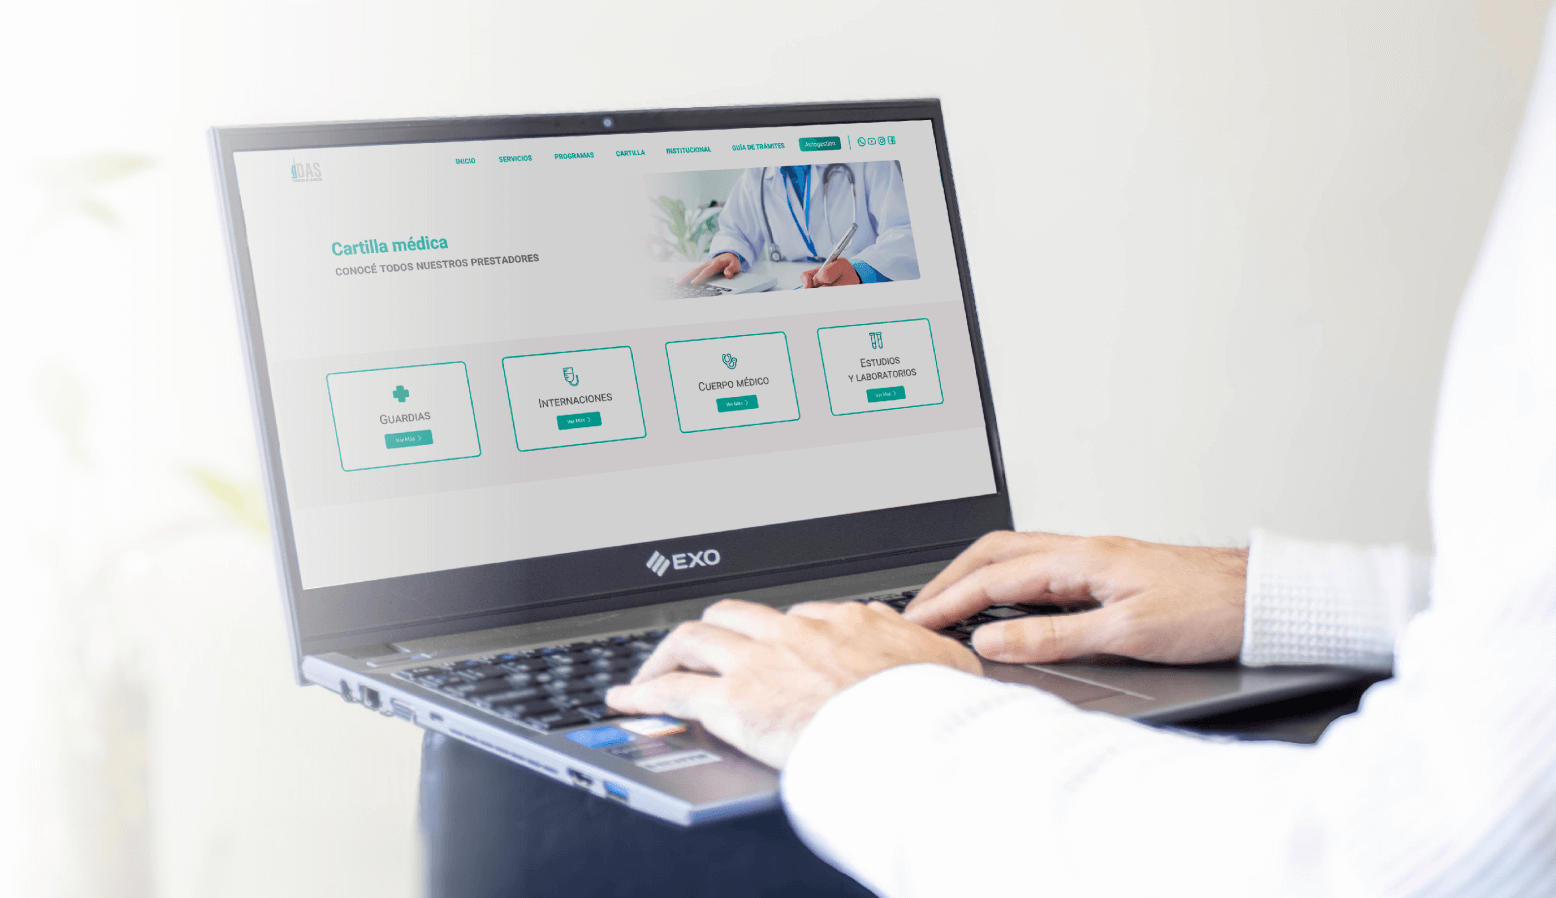 DAS
INICIO
SERVICIOS
PROGRAMAS
CARTILLA
INSTITUCIONAL
GUÍA DE TRÁMITES
Autogestión
Cartilla médica
CONOCÉ TODOS NUESTROS PRESTADORES
GUARDIAS
Ver Más
INTERNACIONES
Ver Más
CUERPO MÉDICO
Ver Más
ESTUDIOS
Y LABORATORIOS
Ver Más
EXO